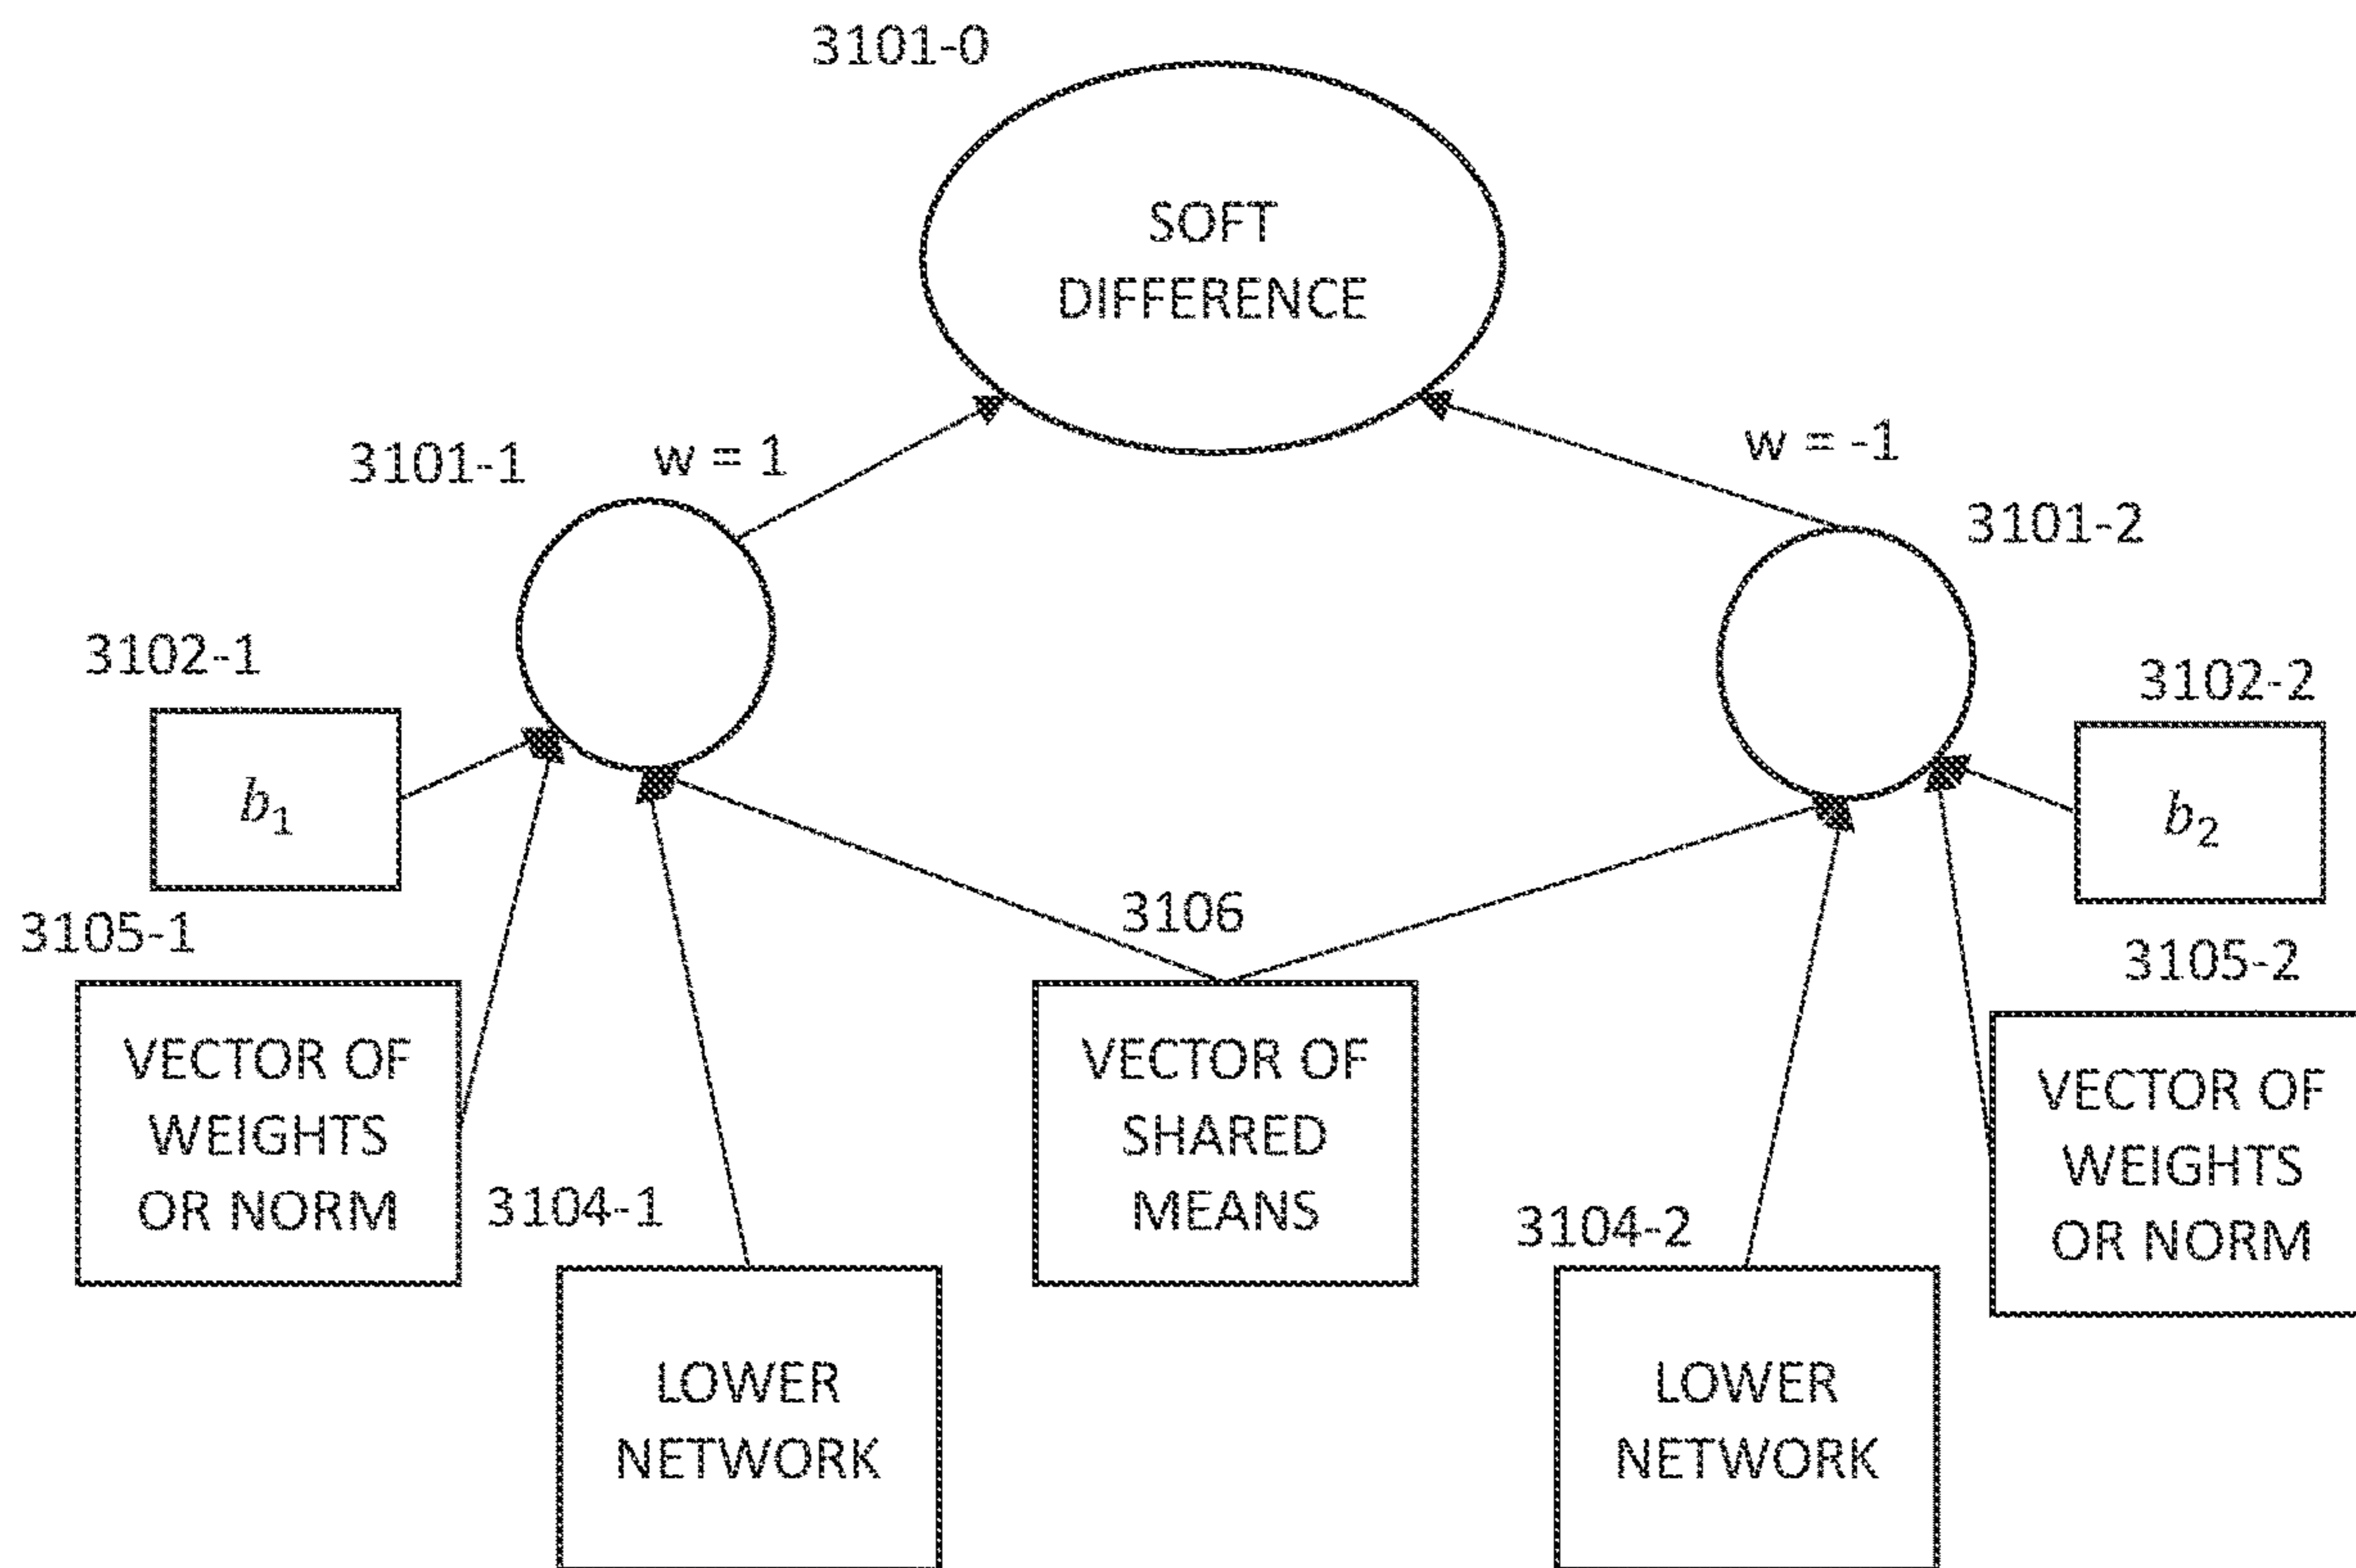 3101-0
SOFT
DIFFERENCE
3101-1
w = 1
w = -1
3101-2
3102-1
b₁
3102-2
b₂
3105-1
VECTOR OF
WEIGHTS
OR NORM
3106
VECTOR OF
SHARED
MEANS
3105-2
VECTOR OF
WEIGHTS
OR NORM
3104-1
LOWER
NETWORK
3104-2
LOWER
NETWORK